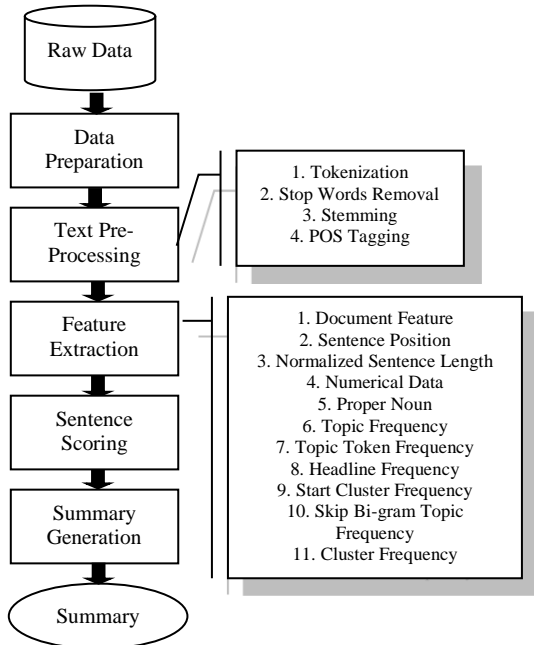 Raw Data
Data
Preparation
1. Tokenization
2. Stop Words Removal
3. Stemming
4. POS Tagging
Text Pre-
Processing
Feature
Extraction
1. Document Feature
2. Sentence Position
3. Normalized Sentence Length
4. Numerical Data
5. Proper Noun
6. Topic Frequency
7. Topic Token Frequency
8. Headline Frequency
9. Start Cluster Frequency
10. Skip Bi-gram Topic
Frequency
11. Cluster Frequency
Sentence
Scoring
Summary
Generation
Summary